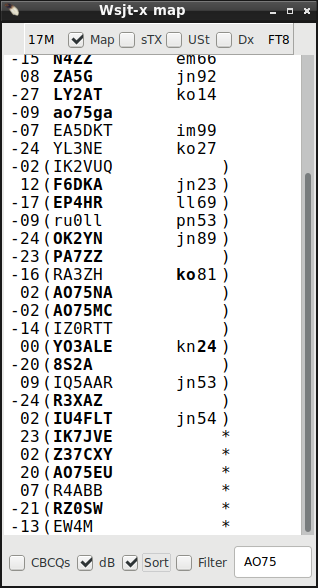 Wsjt-x map
17M Map sTX USt Dx FT8
-15 N4ZZ em66
08 ZA5G jn92
-27 LY2AT ko14
-09 ao75ga
-07 EA5DKT im99
-24 YL3NE ko27
-02(IK2VUQ )
12(F6DKA jn23)
-17(EP4HR ll69)
-09(ru0ll pn53)
-24(OK2YN jn89)
-23(PA7ZZ )
-16(RA3ZH ko81)
02(AO75NA )
-02(AO75MC )
-14(IZ0RTT )
00(YO3ALE kn24)
-20(8S2A )
09(IQ5AAR jn53)
-24(R3XAZ )
02(IU4FLT jn54)
23(IK7JVE *
02(Z37CXY *
20(AO75EU *
07(R4ABB *
-21(RZ0SW *
-13(EW4M *
CBCQs dB Sort Filter AO75